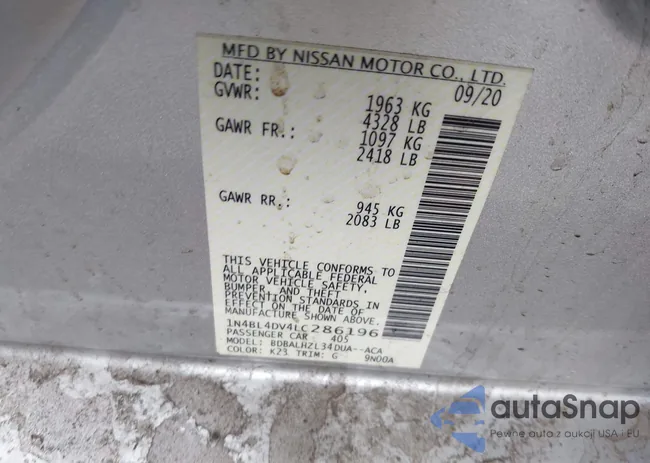 MFD BY NISSAN MOTOR CO., LTD.
DATE: 09/20
GVWR: 1963 KG
4328 LB
GAWR FR.: 1097 KG
2418 LB
GAWR RR.: 945 KG
2083 LB
THIS VEHICLE CONFORMS TO
ALL APPLICABLE FEDERAL
MOTOR VEHICLE SAFETY,
BUMPER, AND THEFT
PREVENTION STANDARDS IN
EFFECT ON THE DATE OF
MANUFACTURE SHOWN ABOVE.
1N4BL4DV4LC286196
PASSENGER CAR 405
MODEL: BDBALHZL34DUA--ACA
COLOR: K23 TRIM: G 9N00A
autaSnap
Pewne auta z aukcji USA i EU